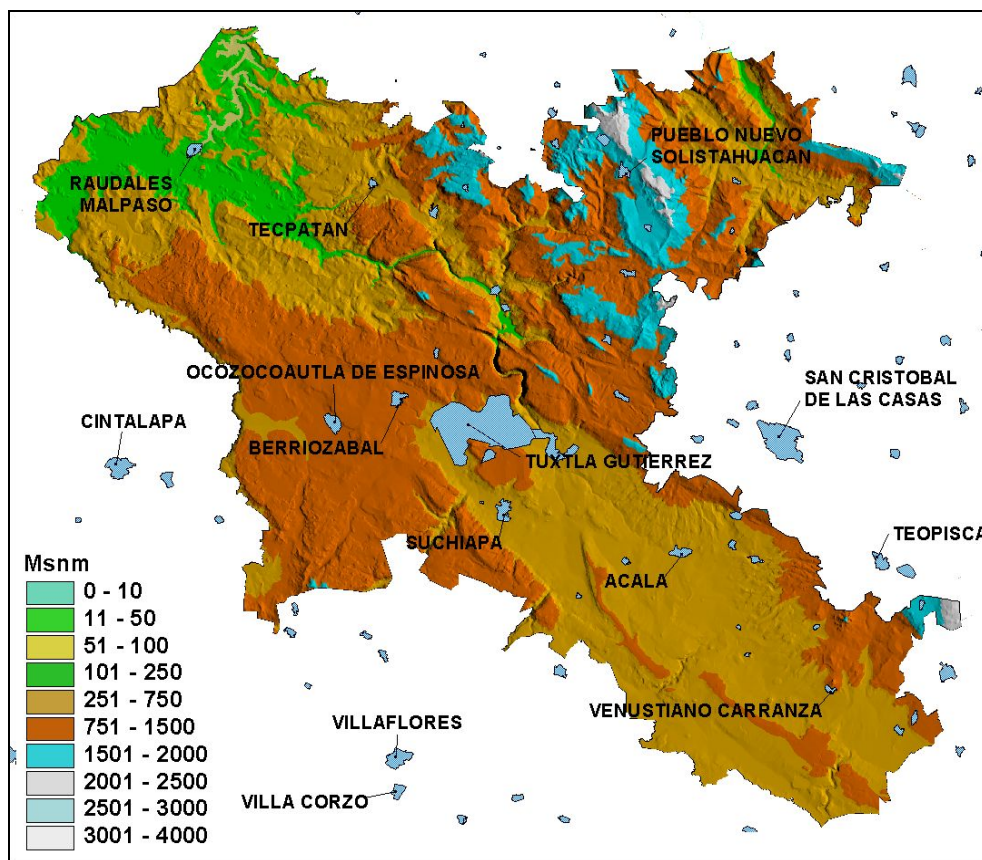 PUEBLO NUEVO
SOLISTAHUACAN
RAUDALES
MALPASO
TECPATAN
OCOZOCOAUTLA DE ESPINOSA
SAN CRISTOBAL
DE LAS CASAS
CINTALAPA
BERRIOZABAL
TUXTLA GUTIERREZ
SUCHIAPA
TEOPISCA
ACALA
VENUSTIANO CARRANZA
VILLAFLORES
VILLA CORZO
Msnm
0 - 10
11 - 50
51 - 100
101 - 250
251 - 750
751 - 1500
1501 - 2000
2001 - 2500
2501 - 3000
3001 - 4000